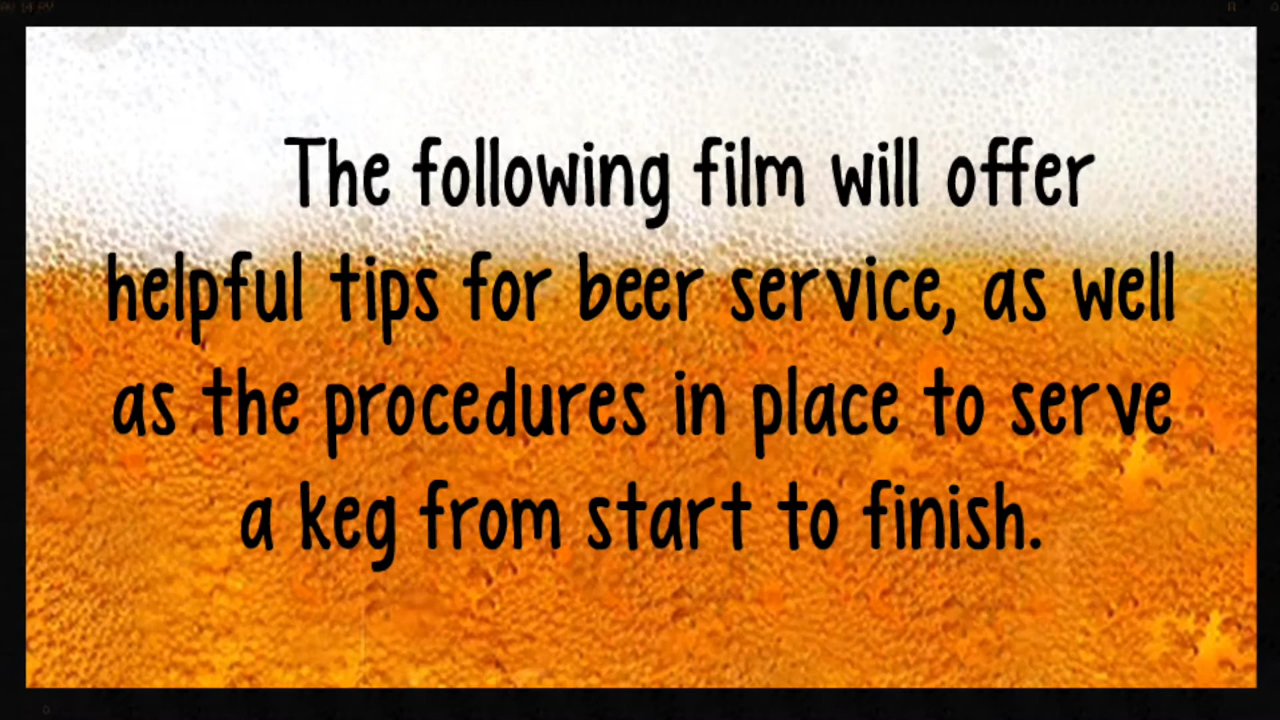 The following film will offer
helpful tips for beer service, as well
as the procedures in place to serve
a keg from start to finish.